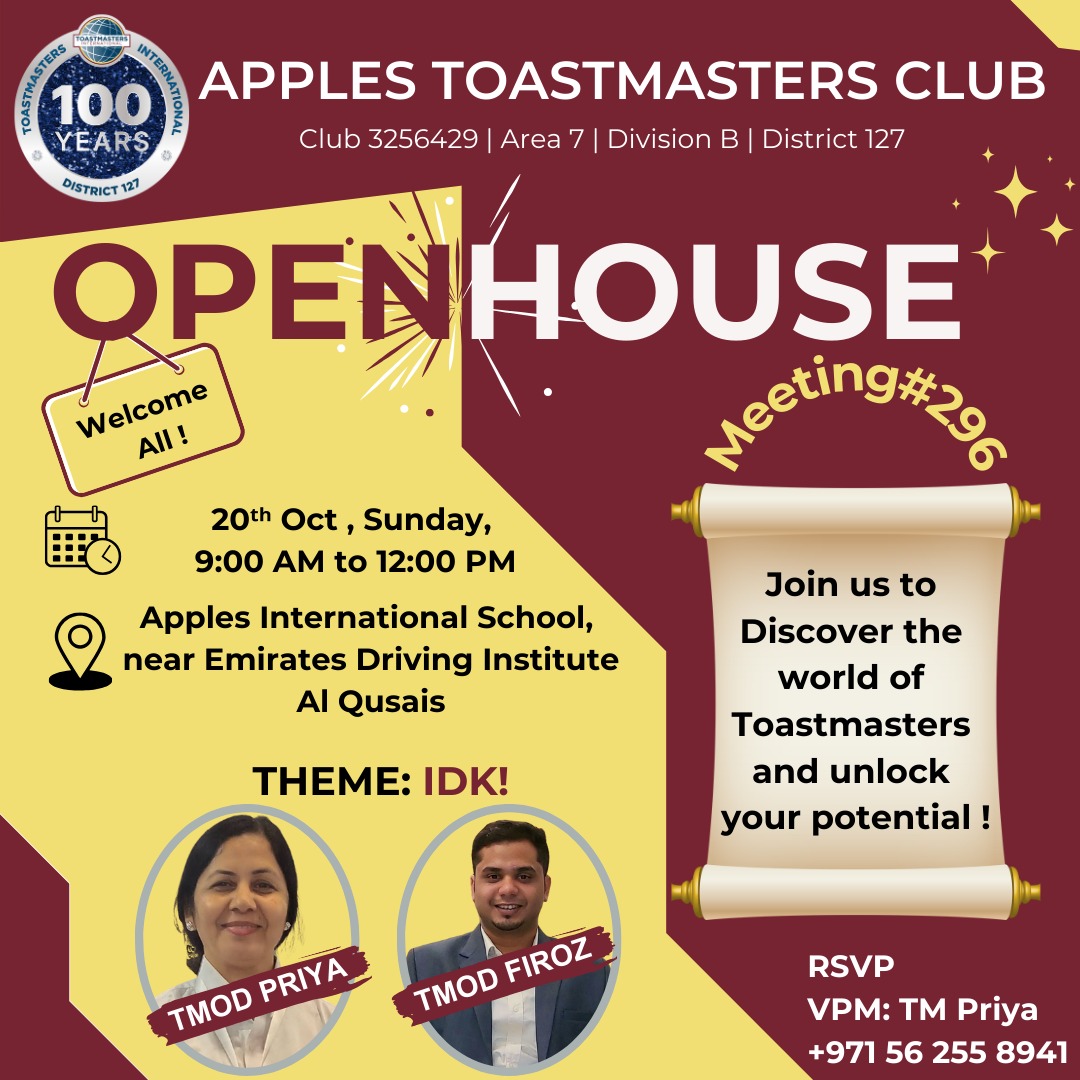 TOASTMASTERS INTERNATIONAL
TOASTMASTERS INTERNATIONAL
100
YEARS
DISTRICT 127
APPLES TOASTMASTERS CLUB
Club 3256429 | Area 7 | Division B | District 127
OPENHOUSE
Welcome
All !
Meeting#296
20th Oct , Sunday,
9:00 AM to 12:00 PM
Apples International School,
near Emirates Driving Institute
Al Qusais
Join us to
Discover the
world of
Toastmasters
and unlock
your potential !
THEME: IDK!
TMOD PRIYA
TMOD FIROZ
RSVP
VPM: TM Priya
+971 56 255 8941